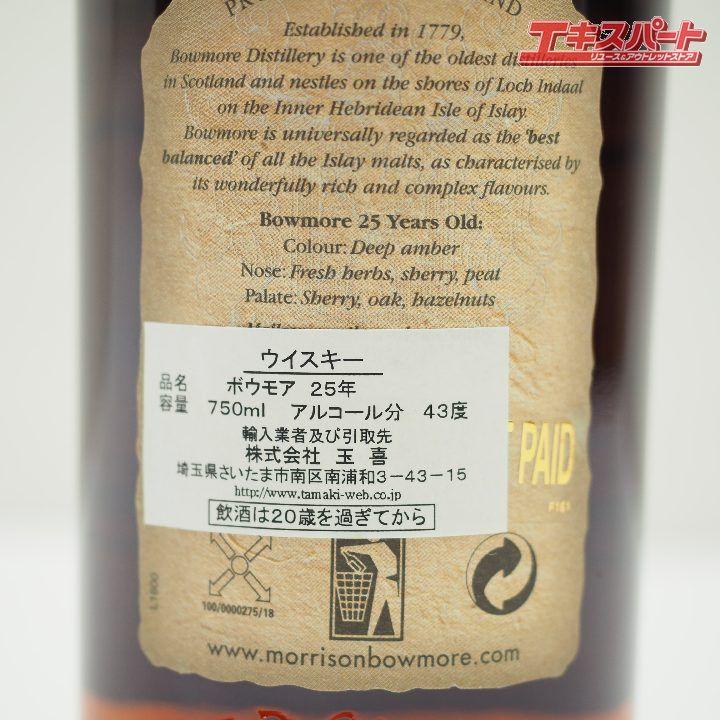 Established in 1779,
Bowmore Distillery is one of the oldest distilleries
in Scotland and nestles on the shores of Loch Indaal
on the Inner Hebridean Isle of Islay.
Bowmore is universally regarded as the 'best
balanced' of all the Islay malts, as characterised by
its wonderfully rich and complex flavours.
Bowmore 25 Years Old:
Colour: Deep amber
Nose: Fresh herbs, sherry, peat
Palate: Sherry, oak, hazelnuts
ウイスキー
品名 ボウモア 25年
容量 750ml アルコール分 43度
輸入業者及び引取先
株式会社 玉喜
埼玉県さいたま市南区南浦和3-43-15
http://www.tamaki-web.co.jp
飲酒は20歳を過ぎてから
PAID
F161
L1800
100/0000275/18
www.morrisonbowmore.com
エキスパート
リユース&アウトレットストア